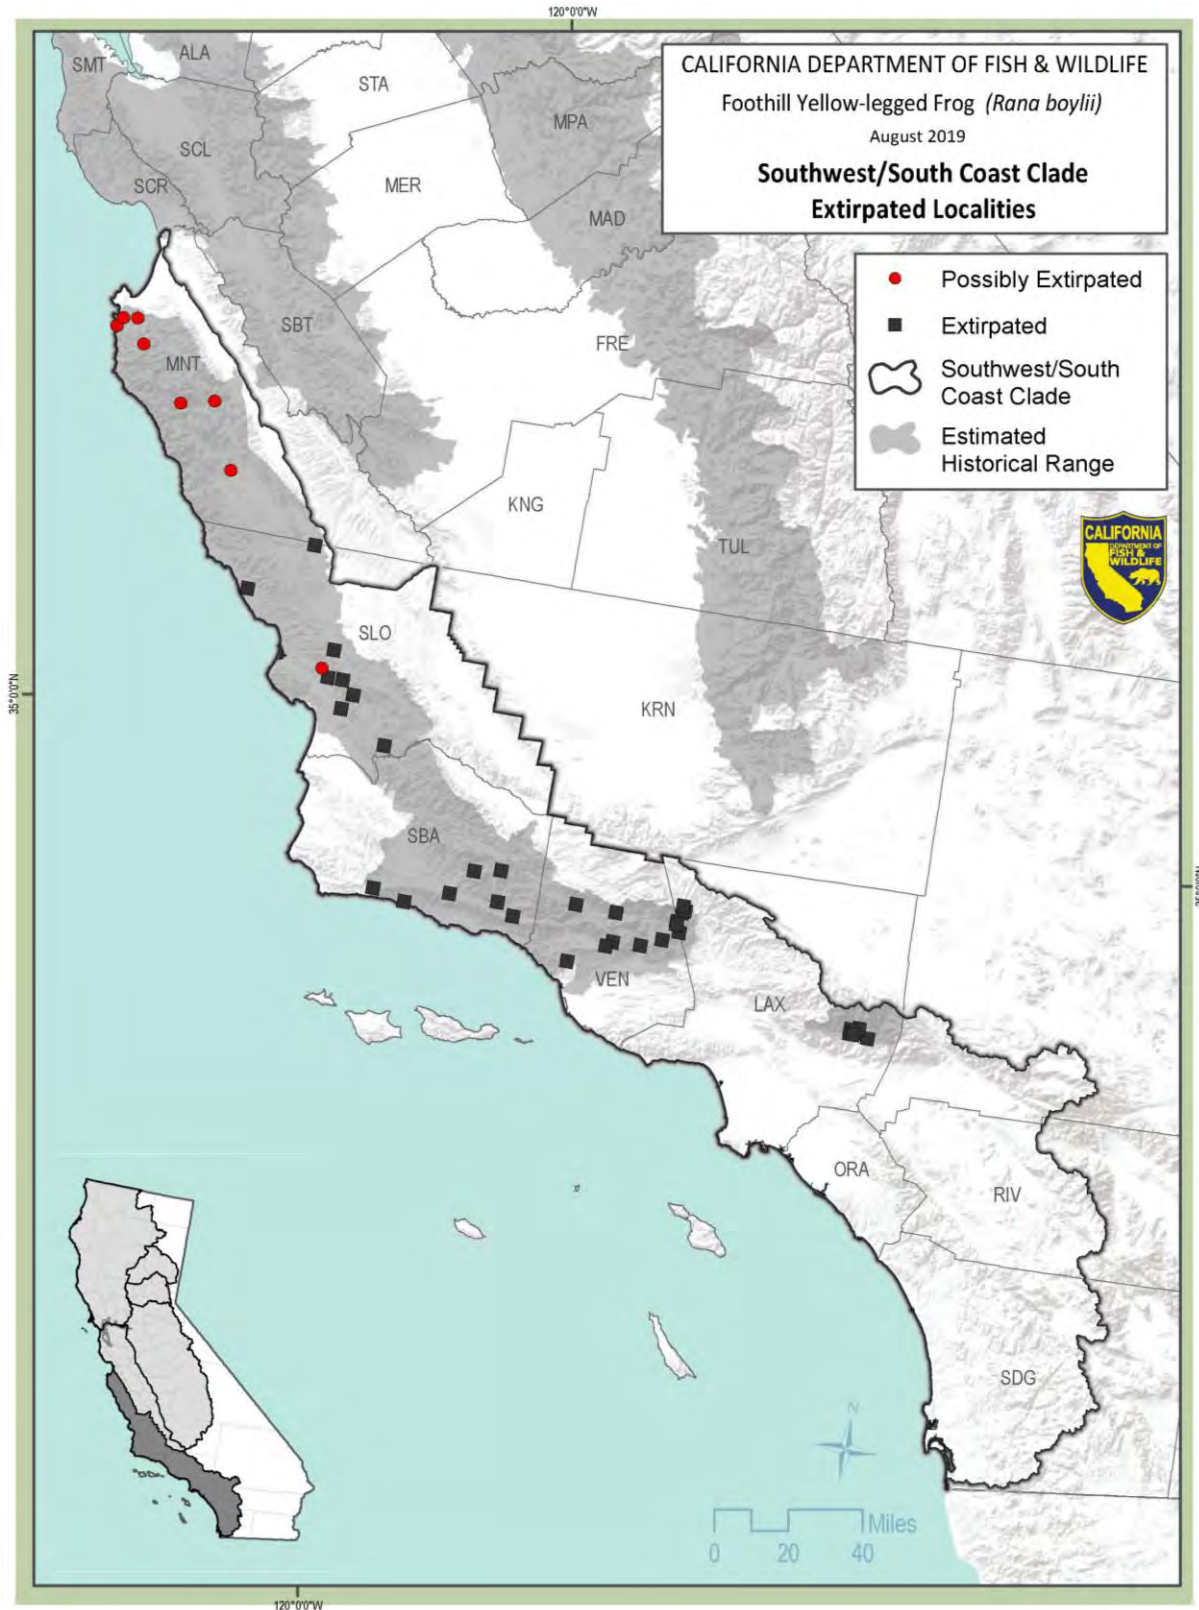 120°0'0"W
CALIFORNIA DEPARTMENT OF FISH & WILDLIFE
Foothill Yellow-legged Frog (Rana boylii)
August 2019
Southwest/South Coast Clade
Extirpated Localities
Possibly Extirpated
Extirpated
Southwest/South
Coast Clade
Estimated
Historical Range
CALIFORNIA
DEPARTMENT OF
FISH &
WILDLIFE
SMT
ALA
STA
MPA
SCL
SCR
MER
MAD
SBT
FRE
MNT
KNG
TUL
SLO
35°0'0"N
KRN
SBA
VEN
LAX
ORA
RIV
SDG
N
Miles
0 20 40
120°0'0"W